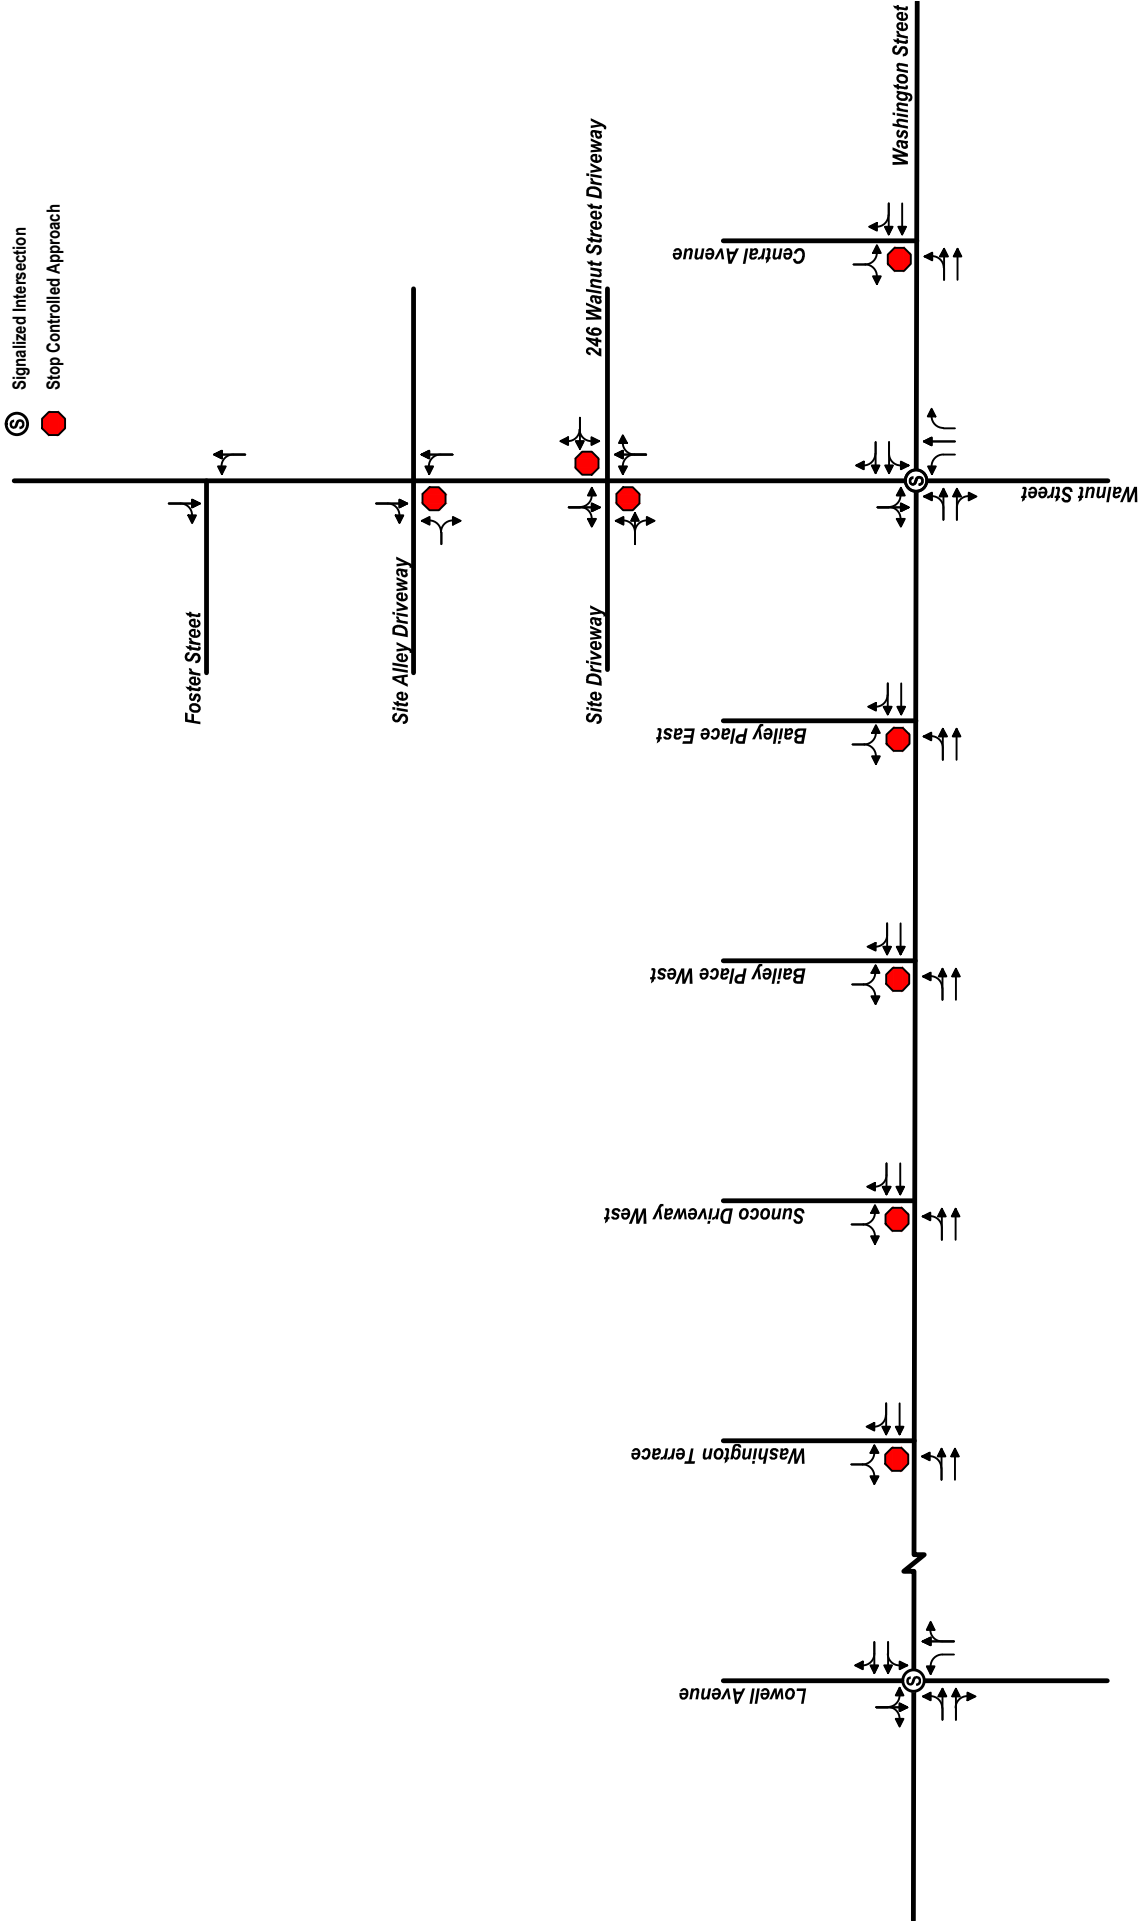 S Signalized Intersection
Stop Controlled Approach
Washington Street
246 Walnut Street Driveway
Central Avenue
Walnut Street
S
Foster Street
Site Alley Driveway
Site Driveway
Bailey Place East
Bailey Place West
Sunoco Driveway West
Washington Terrace
Lowell Avenue
S